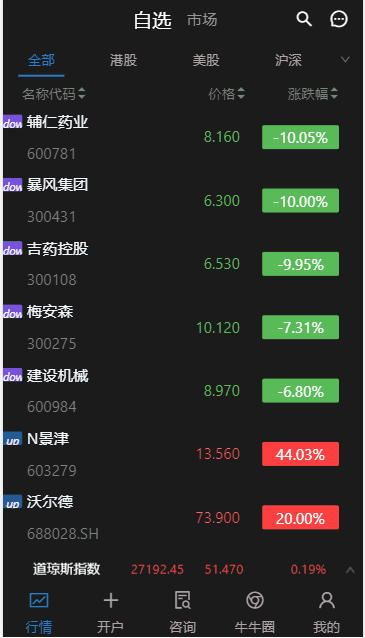 自选 市场
全部 港股 美股 沪深
名称代码 价格 涨跌幅
dow 辅仁药业 8.160 -10.05%
600781
dow 暴风集团 6.300 -10.00%
300431
dow 吉药控股 6.530 -9.95%
300108
dow 梅安森 10.120 -7.31%
300275
dow 建设机械 8.970 -6.80%
600984
up N景津 13.560 44.03%
603279
up 沃尔德 73.900 20.00%
688028.SH
道琼斯指数 27192.45 51.470 0.19%
行情 开户 咨询 牛牛圈 我的